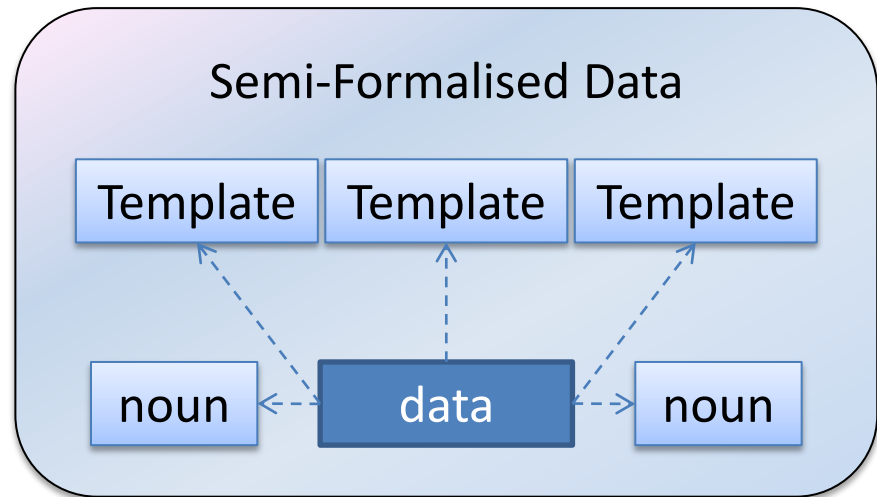 Semi-Formalised Data
Template Template Template
noun data noun